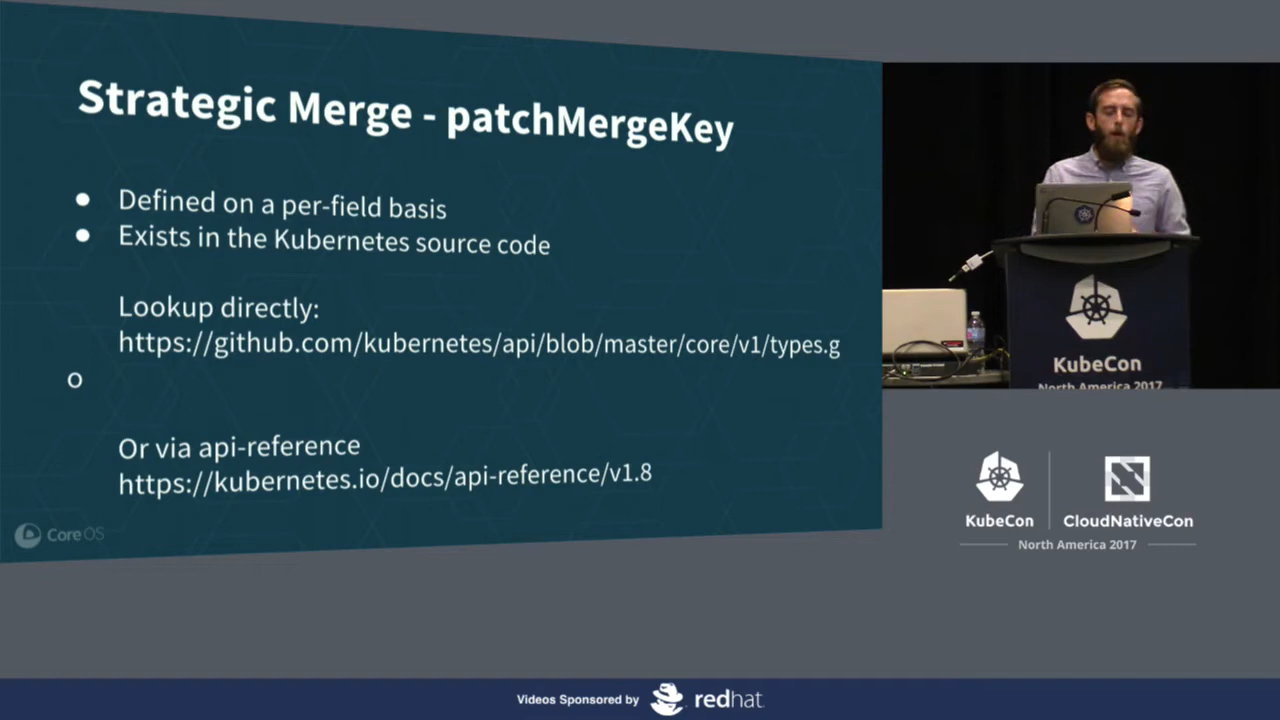 Strategic Merge - patchMergeKey
● Defined on a per-field basis
● Exists in the Kubernetes source code
Lookup directly:
https://github.com/kubernetes/api/blob/master/core/v1/types.g
o
Or via api-reference
https://kubernetes.io/docs/api-reference/v1.8
CoreOS
KubeCon
North America 2017
KubeCon
CloudNativeCon
North America 2017
Videos Sponsored by
redhat